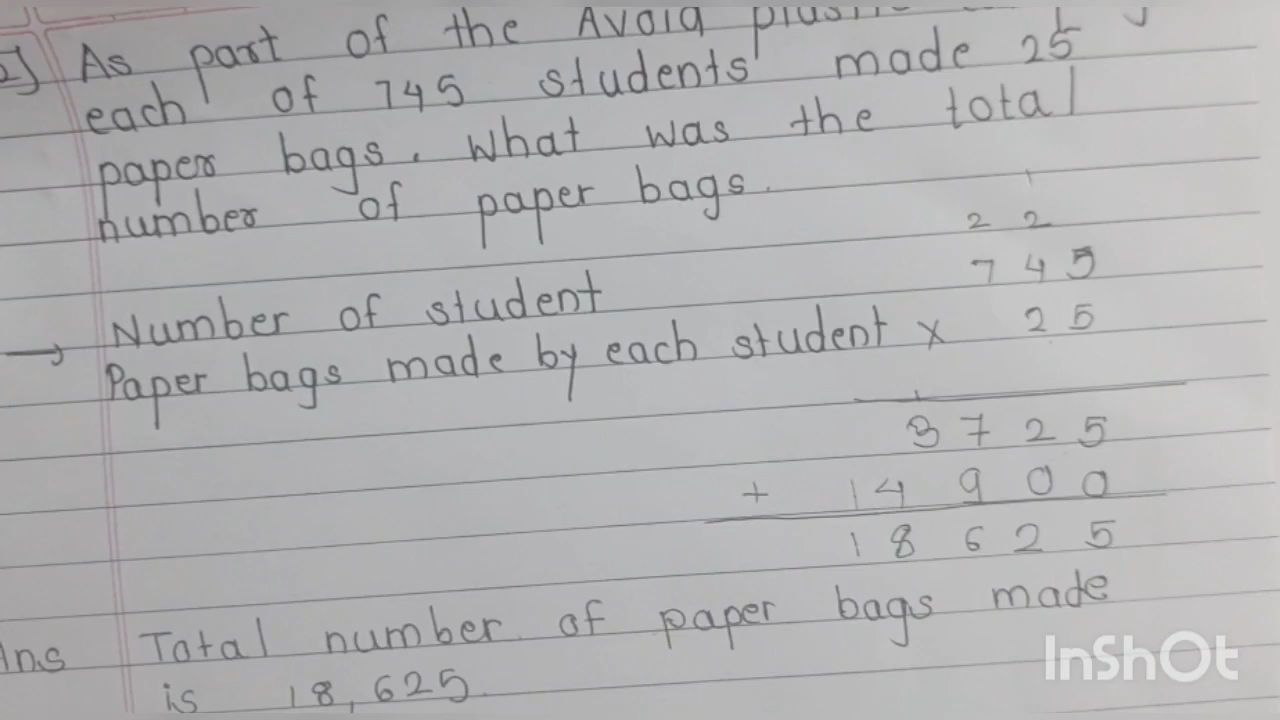 2) As part of the Avoid
each of 745 students made 25
paper bags. What was the total
number of paper bags.
1
2 2
→ Number of student 7 4 5
Paper bags made by each student × 2 5
1
3 7 2 5
+ 1 4 9 0 0
1 8 6 2 5
Ans Total number of paper bags made
is 18,625.
InShOt